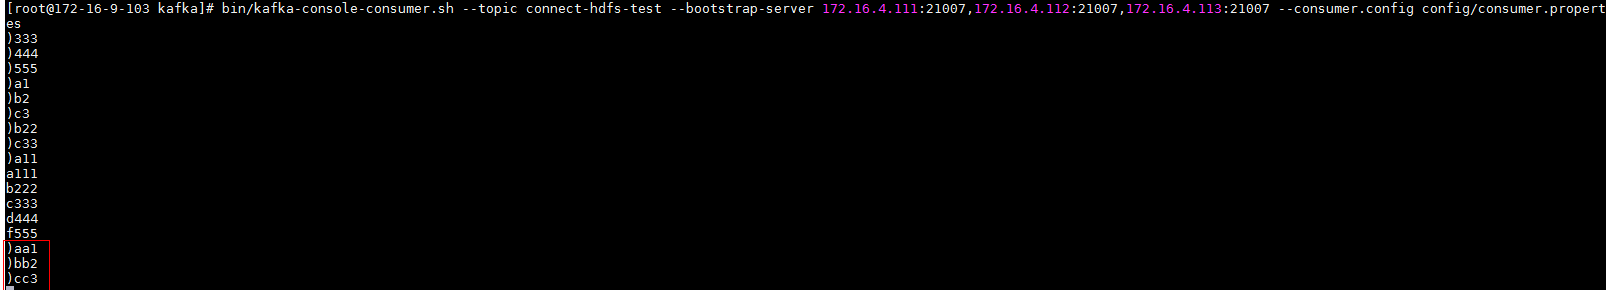 [root@172-16-9-103 kafka]# bin/kafka-console-consumer.sh --topic connect-hdfs-test --bootstrap-server 172.16.4.111:21007,172.16.4.112:21007,172.16.4.113:21007 --consumer.config config/consumer.propert
es
)333
)444
)555
)a1
)b2
)c3
)b22
)c33
)a11
a111
b222
c333
d444
f555
)aa1
)bb2
)cc3